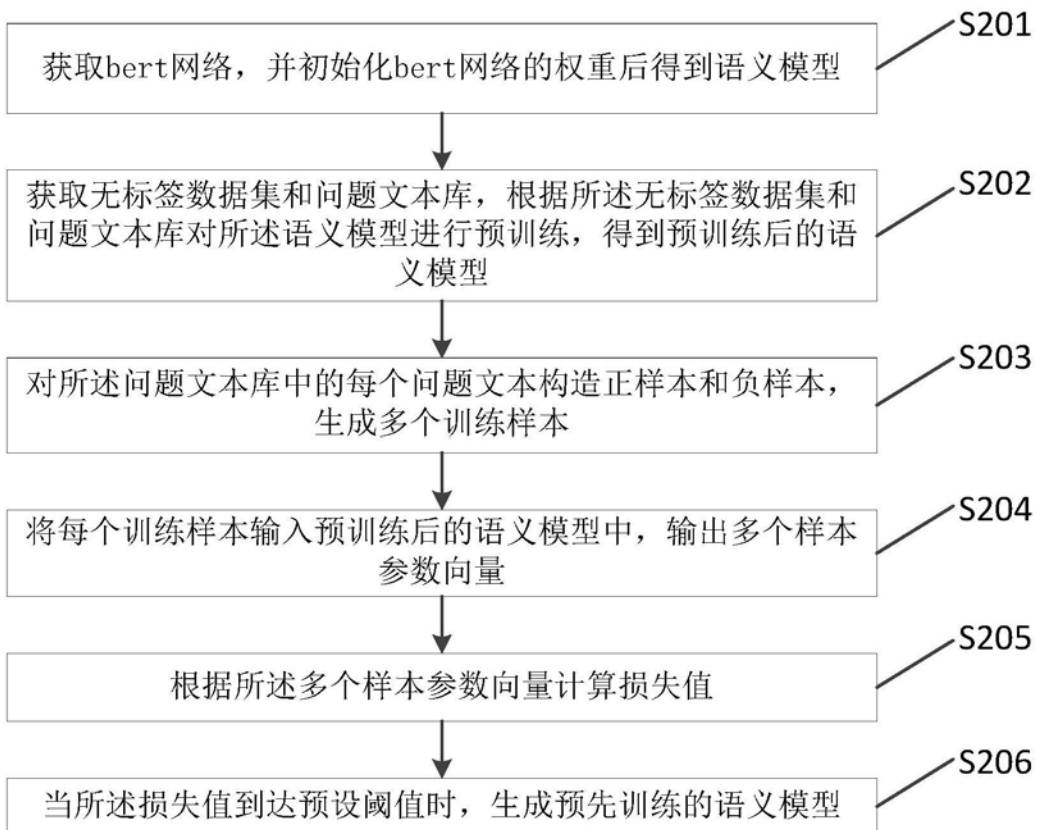 S201
获取bert网络，并初始化bert网络的权重后得到语义模型
S202
获取无标签数据集和问题文本库，根据所述无标签数据集和
问题文本库对所述语义模型进行预训练，得到预训练后的语
义模型
S203
对所述问题文本库中的每个问题文本构造正样本和负样本，
生成多个训练样本
S204
将每个训练样本输入预训练后的语义模型中，输出多个样本
参数向量
S205
根据所述多个样本参数向量计算损失值
S206
当所述损失值到达预设阈值时，生成预先训练的语义模型